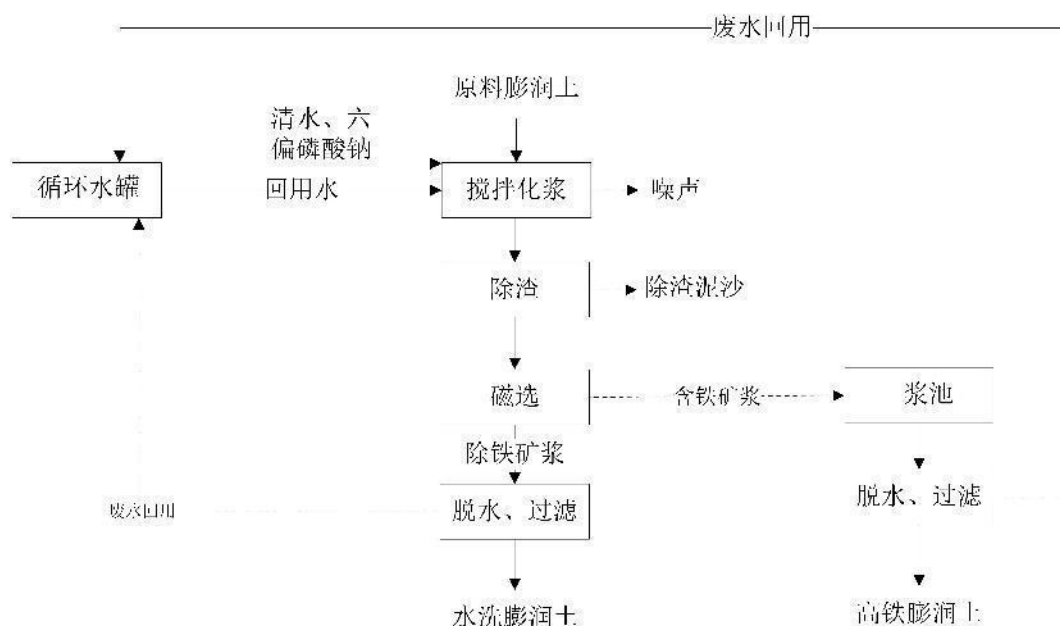 废水回用
原料膨润土
清水、六
偏磷酸钠
循环水罐
回用水
搅拌化浆
噪声
除渣
除渣泥沙
磁选
含铁矿浆
浆池
除铁矿浆
废水回用
脱水、过滤
脱水、过滤
水洗膨润土
高铁膨润土